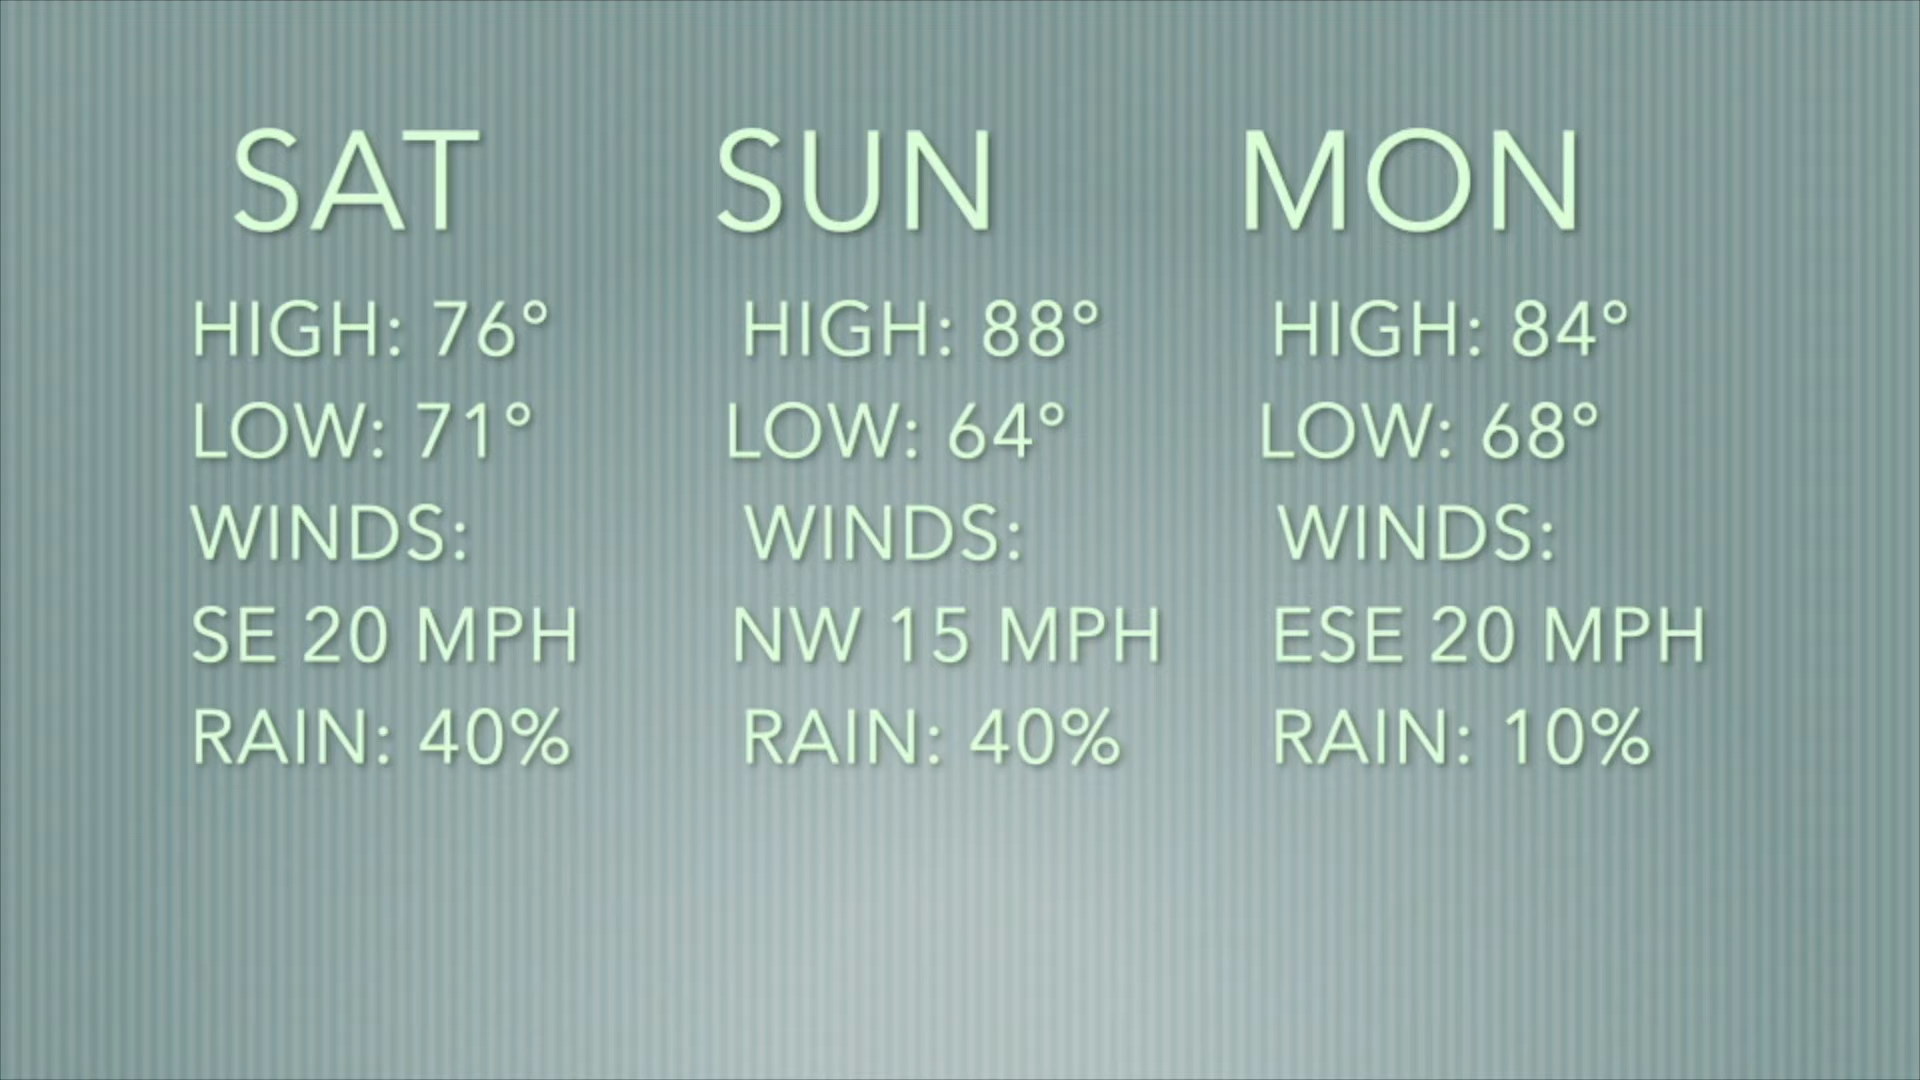 SAT SUN MON
HIGH: 76° HIGH: 88° HIGH: 84°
LOW: 71° LOW: 64° LOW: 68°
WINDS: WINDS: WINDS:
SE 20 MPH NW 15 MPH ESE 20 MPH
RAIN: 40% RAIN: 40% RAIN: 10%